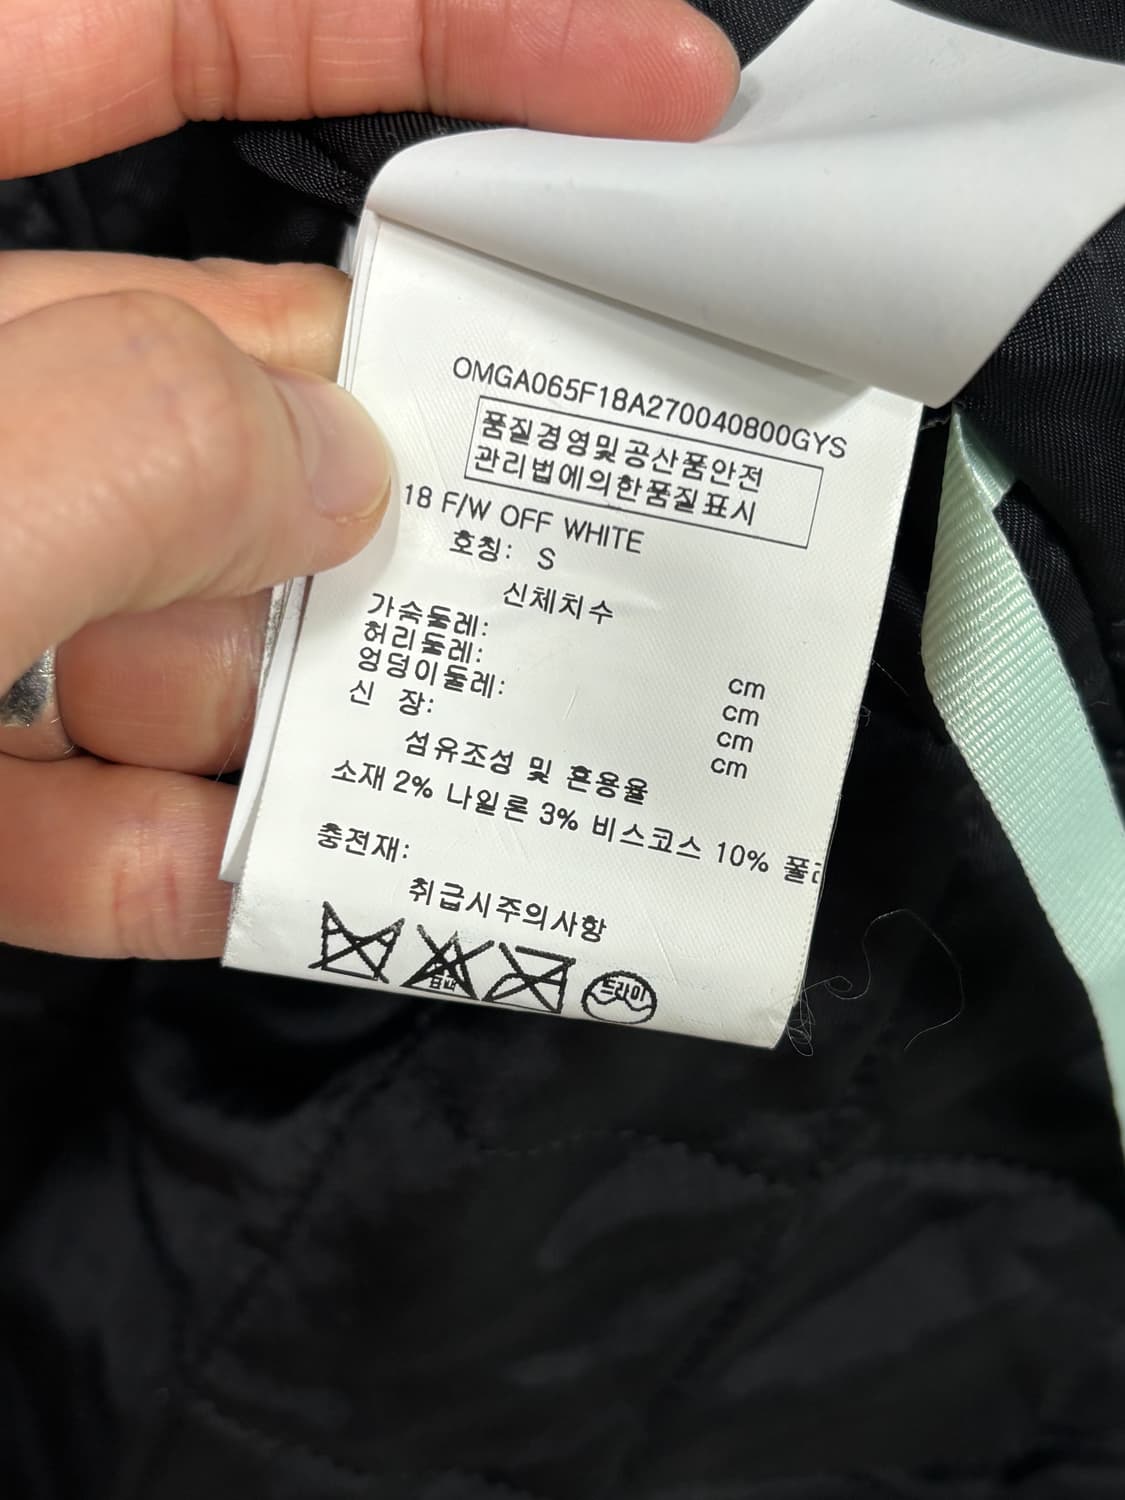 OMGA065F18A270040800GYS
품질경영및공산품안전
관리법에의한품질표시
18 F/W OFF WHITE
호칭: S
신체치수
가슴둘레: cm
허리둘레: cm
엉덩이둘레: cm
신 장: cm
섬유조성 및 혼용율
소재 2% 나일론 3% 비스코스 10% 폴
충전재:
취급시주의사항
표백
드라이